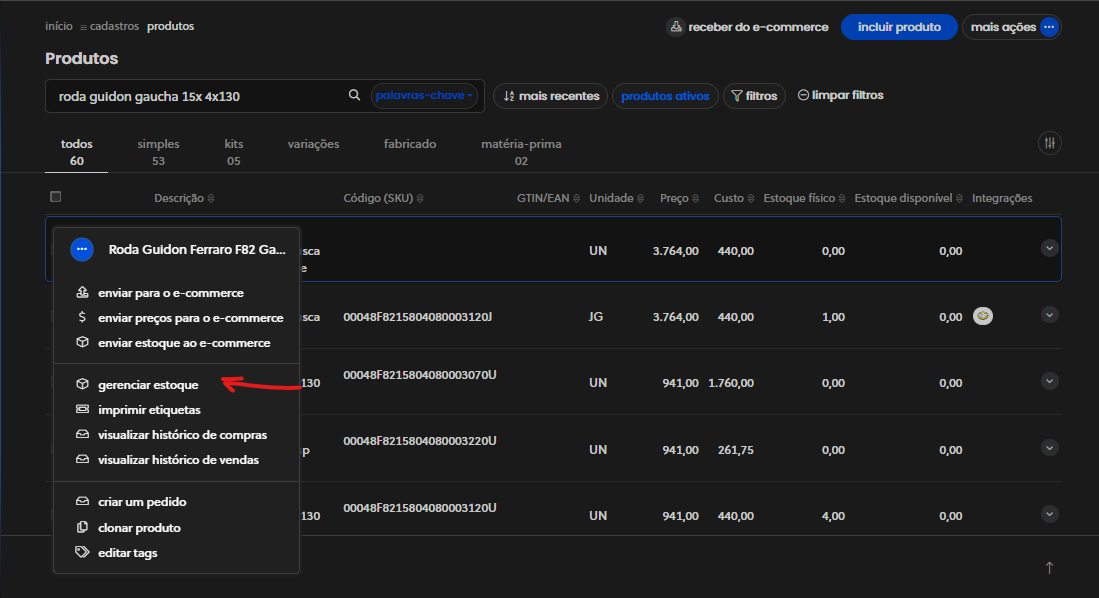 início ≡ cadastros produtos
receber do e-commerce
incluir produto
mais ações
Produtos
roda guidon gaucha 15x 4x130
palavras-chave
mais recentes
produtos ativos
filtros
limpar filtros
todos 60
simples 53
kits 05
variações
fabricado
matéria-prima 02
Descrição Código (SKU) GTIN/EAN Unidade Preço Custo Estoque físico Estoque disponível Integrações
Roda Guidon Ferraro F82 Ga...
enviar para o e-commerce
enviar preços para o e-commerce
enviar estoque ao e-commerce
gerenciar estoque
imprimir etiquetas
visualizar histórico de compras
visualizar histórico de vendas
criar um pedido
clonar produto
editar tags
sca
e
UN 3.764,00 440,00 0,00 0,00
sca 00048F8215804080003120J JG 3.764,00 440,00 1,00 0,00
130 00048F8215804080003070U UN 941,00 1.760,00 0,00 0,00
p 00048F8215804080003220U UN 941,00 261,75 0,00 0,00
130 00048F8215804080003120U UN 941,00 440,00 4,00 0,00